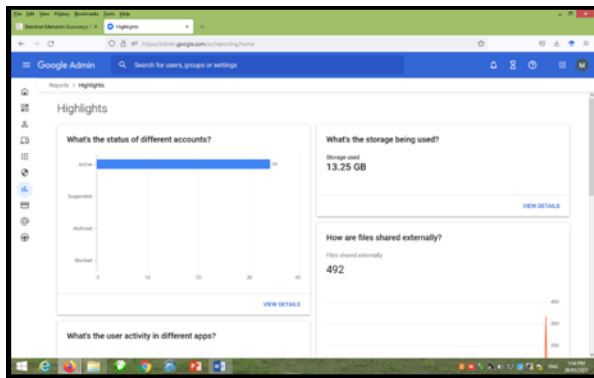 File Edit View History Bookmarks Tools Help
Highlights
admin.google.com/ac/reporting/home
Google Admin
Search for users, groups or settings
M
Reports > Highlights
Highlights
What's the status of different accounts?
Active
34
Suspended
Archived
Blocked
0 10 20 30 40
VIEW DETAILS
What's the user activity in different apps?
What's the storage being used?
Storage used
13.25 GB
VIEW DETAILS
How are files shared externally?
Files shared externally
492
400
300
200
ENG